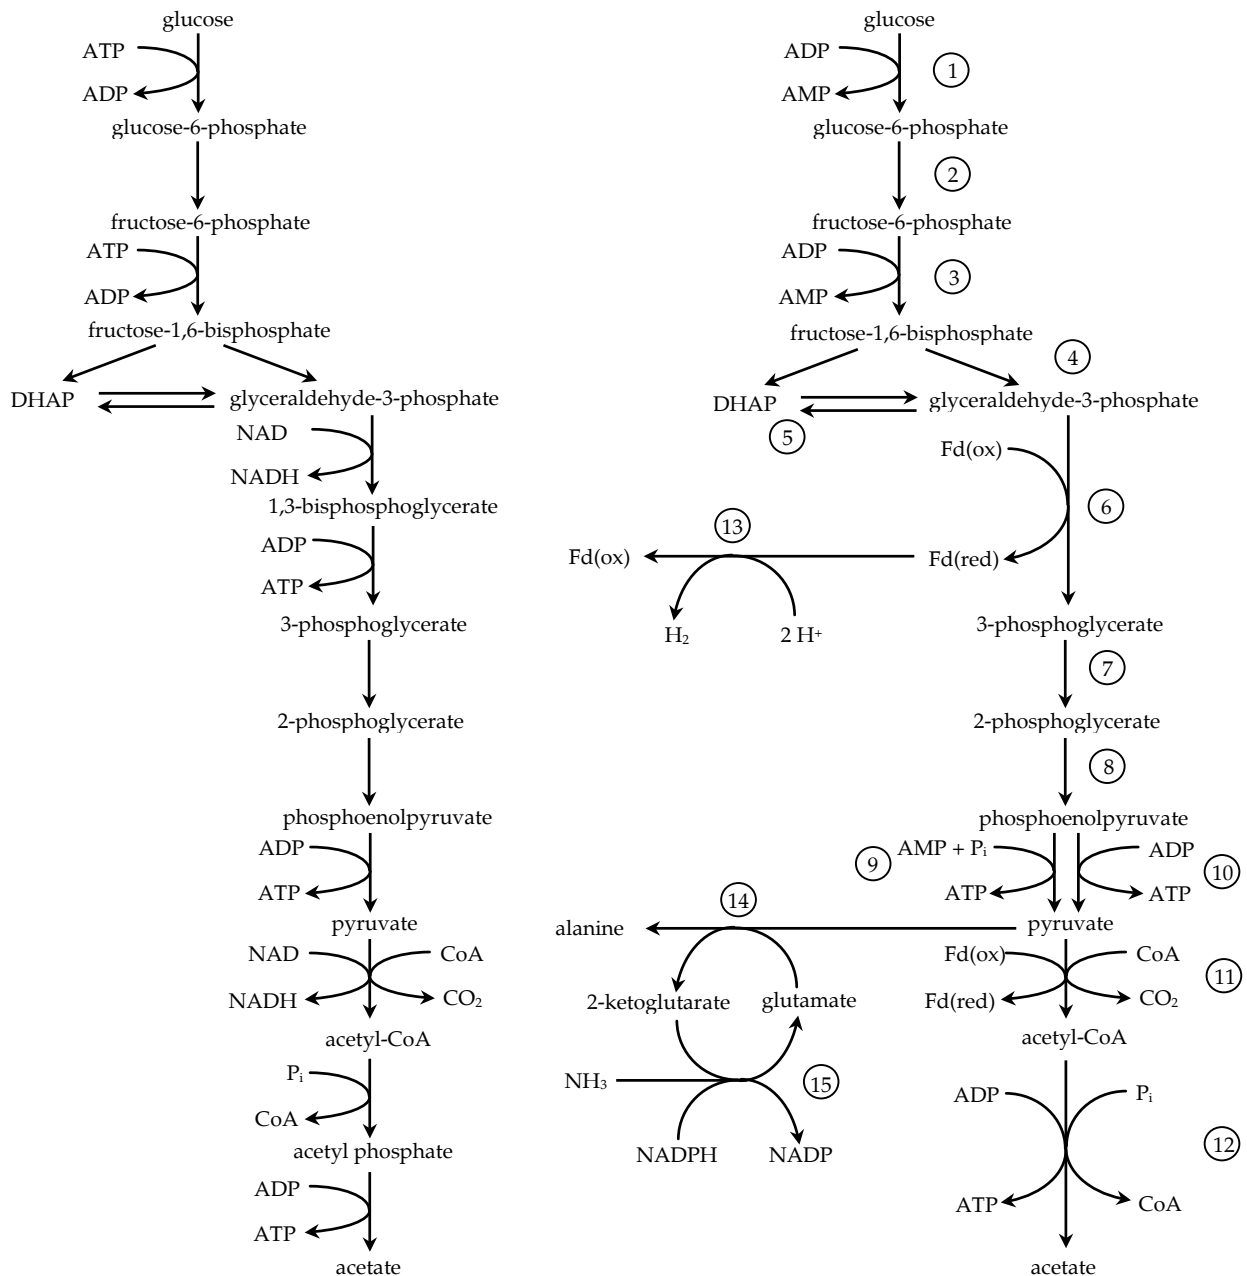 glucose
ATP
ADP
glucose-6-phosphate
fructose-6-phosphate
ATP
ADP
fructose-1,6-bisphosphate
DHAP
glyceraldehyde-3-phosphate
NAD
NADH
1,3-bisphosphoglycerate
ADP
ATP
3-phosphoglycerate
2-phosphoglycerate
phosphoenolpyruvate
ADP
ATP
pyruvate
NAD
CoA
NADH
CO₂
acetyl-CoA
Pᵢ
CoA
acetyl phosphate
ADP
ATP
acetate
glucose
ADP
1
AMP
glucose-6-phosphate
2
fructose-6-phosphate
ADP
3
AMP
fructose-1,6-bisphosphate
4
DHAP
glyceraldehyde-3-phosphate
5
Fd(ox)
6
13
Fd(ox)
Fd(red)
H₂
2 H⁺
3-phosphoglycerate
7
2-phosphoglycerate
8
phosphoenolpyruvate
9
AMP + Pᵢ
ADP
10
ATP
ATP
14
alanine
pyruvate
Fd(ox)
CoA
11
2-ketoglutarate
glutamate
Fd(red)
CO₂
acetyl-CoA
NH₃
15
ADP
Pᵢ
12
NADPH
NADP
ATP
CoA
acetate